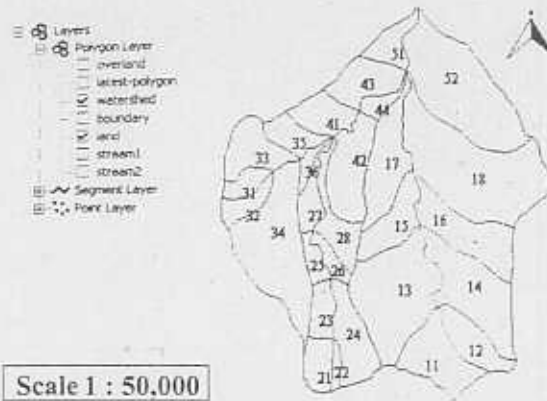 Layers
Polygon Layer
overland
latest-polygon
watershed
boundary
land
stream1
stream2
Segment Layer
Point Layer
51
52
43
44
41
35
42
17
33
36
18
31
32
27
34
28
15
16
25
26
13
14
23
24
12
11
21
22
Scale 1 : 50,000